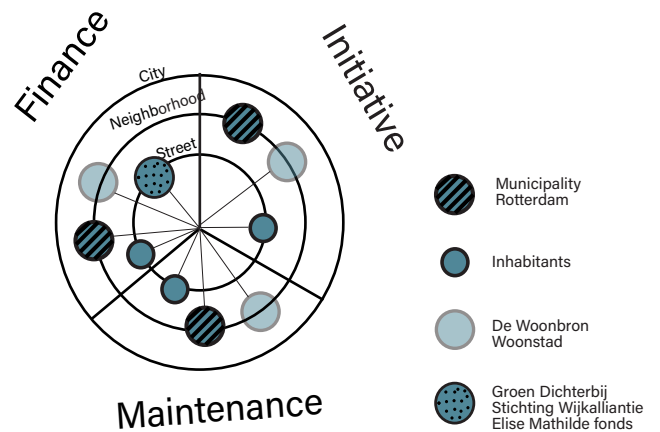 Finance
Initiative
City
Neighborhood
Street
Maintenance
Municipality
Rotterdam
Inhabitants
De Woonbron
Woonstad
Groen Dichterbij
Stichting Wijkalliantie
Elise Mathilde fonds